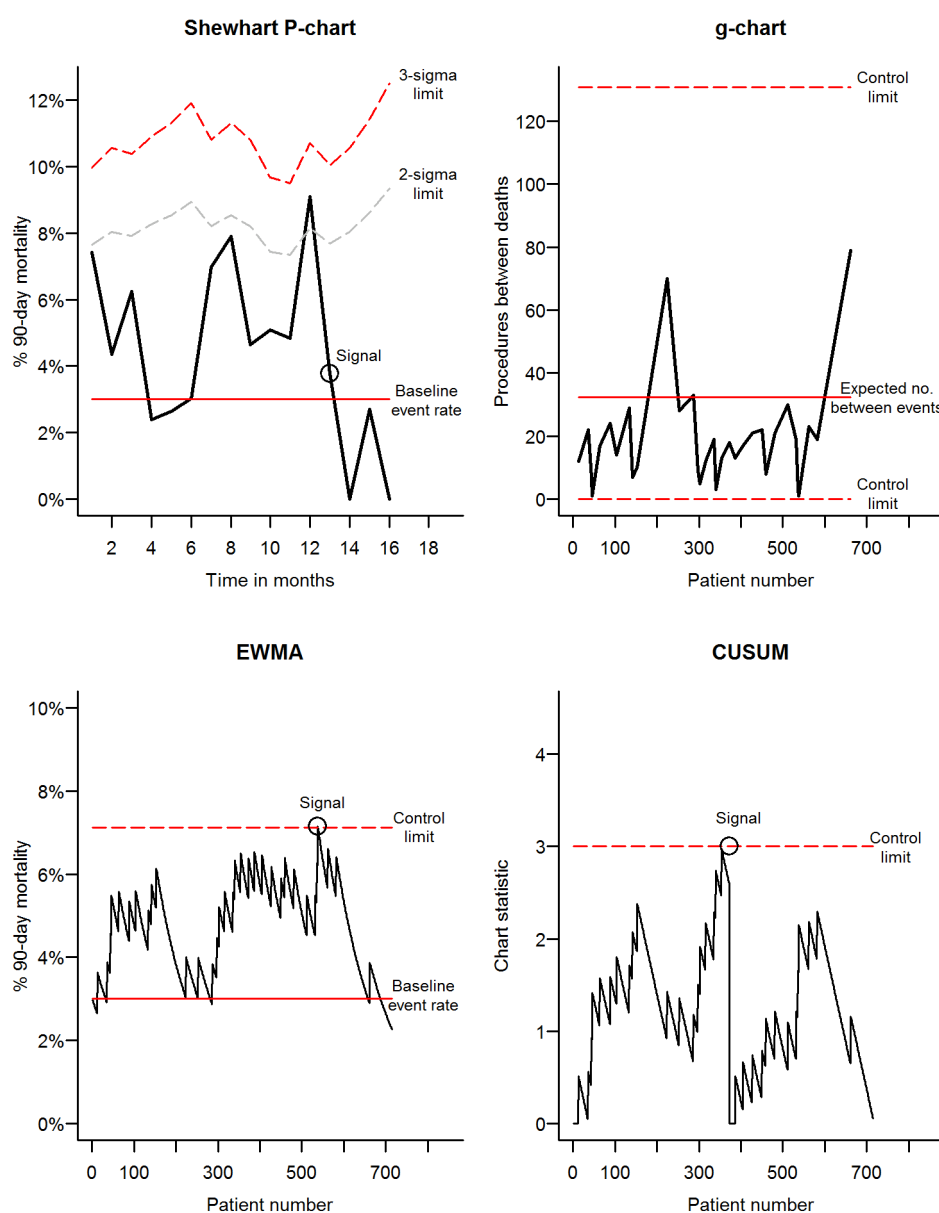 Shewhart P-chart
12%
10%
8%
6%
4%
2%
0%
% 90-day mortality
3-sigma
limit
2-sigma
limit
Signal
Baseline
event rate
2 4 6 8 10 12 14 16 18
Time in months
g-chart
120
100
80
60
40
20
0
Procedures between deaths
Control
limit
Expected no.
between events
Control
limit
0 100 300 500 700
Patient number
EWMA
10%
8%
6%
4%
2%
0%
% 90-day mortality
Signal
Control
limit
Baseline
event rate
0 100 300 500 700
Patient number
CUSUM
4
3
2
1
0
Chart statistic
Signal
Control
limit
0 100 300 500 700
Patient number